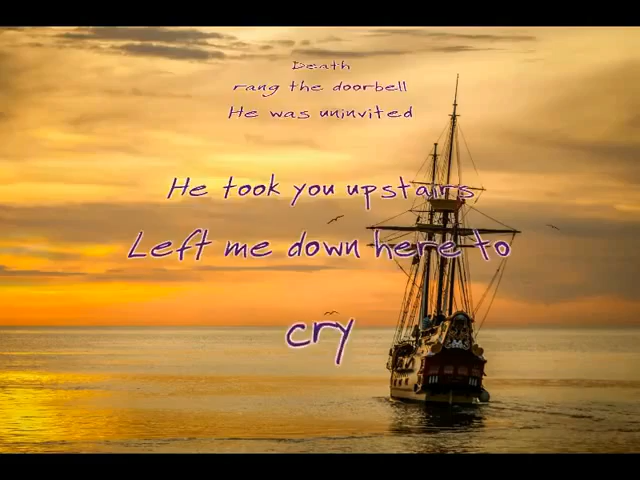 Death
rang the doorbell
He was uninvited
He took you upstairs
Left me down here to
cry